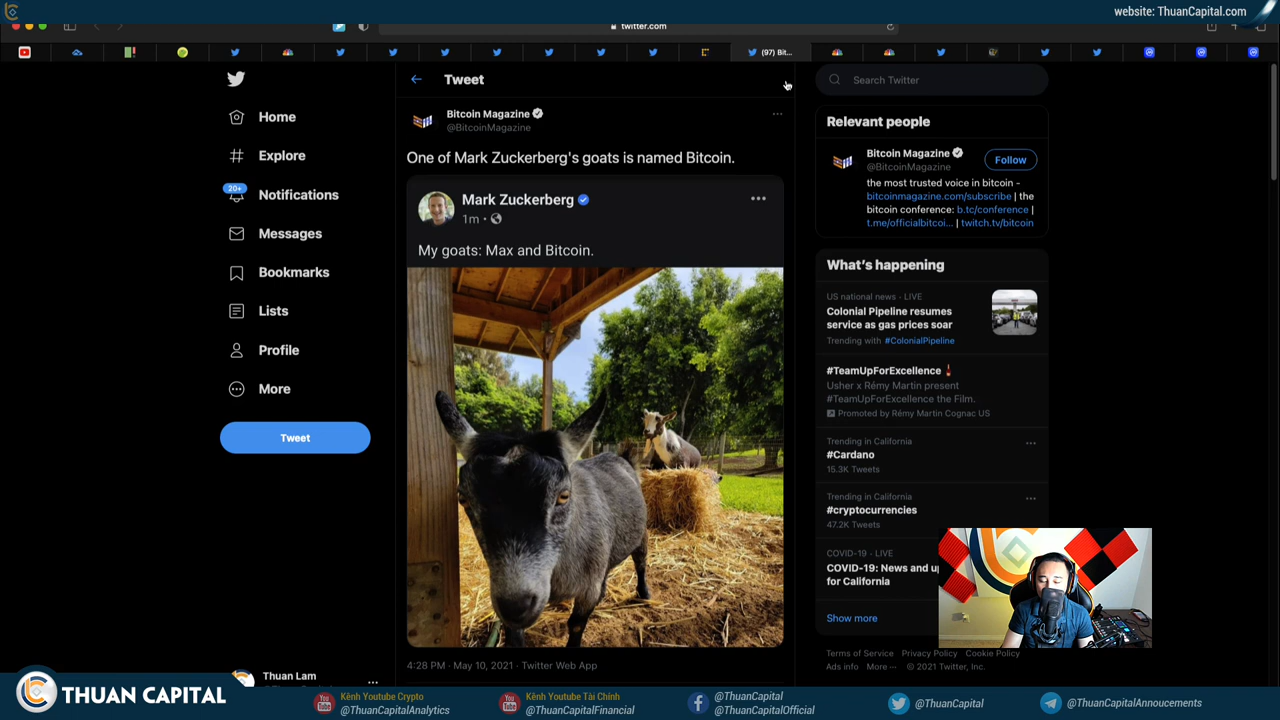 website: ThuanCapital.com
twitter.com
(97) Bit...
Home
Explore
20+
Notifications
Messages
Bookmarks
Lists
Profile
More
Tweet
Thuan Lam
Tweet
Bitcoin Magazine
@BitcoinMagazine
One of Mark Zuckerberg's goats is named Bitcoin.
Mark Zuckerberg
1m ·
My goats: Max and Bitcoin.
4:28 PM · May 10, 2021 · Twitter Web App
Search Twitter
Relevant people
Bitcoin Magazine
@BitcoinMagazine
Follow
the most trusted voice in bitcoin -
bitcoinmagazine.com/subscribe | the
bitcoin conference: b.tc/conference |
t.me/officialbitcoi... | twitch.tv/bitcoin
What's happening
US national news · LIVE
Colonial Pipeline resumes
service as gas prices soar
Trending with #ColonialPipeline
#TeamUpForExcellence
Usher x Rémy Martin present
#TeamUpForExcellence the Film.
Promoted by Rémy Martin Cognac US
Trending in California
#Cardano
15.3K Tweets
Trending in California
#cryptocurrencies
47.2K Tweets
COVID-19 · LIVE
COVID-19: News and
for California
Show more
Terms of Service Privacy Policy Cookie Policy
Ads info More ··· © 2021 Twitter, Inc.
THUAN CAPITAL
Kênh Youtube Crypto
@ThuanCapitalAnalytics
Kênh Youtube Tài Chính
@ThuanCapitalFinancial
@ThuanCapital
@ThuanCapitalOfficial
@ThuanCapital
@ThuanCapitalAnnoucements